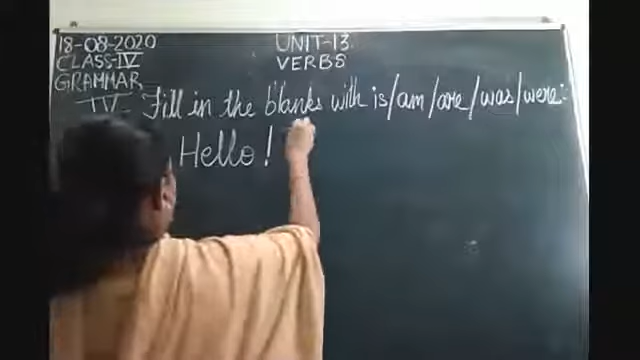 18-08-2020
UNIT-13.
CLASS-IV
VERBS
GRAMMAR
IV Fill in the blanks with is/am/are/was/were:-
Hello!